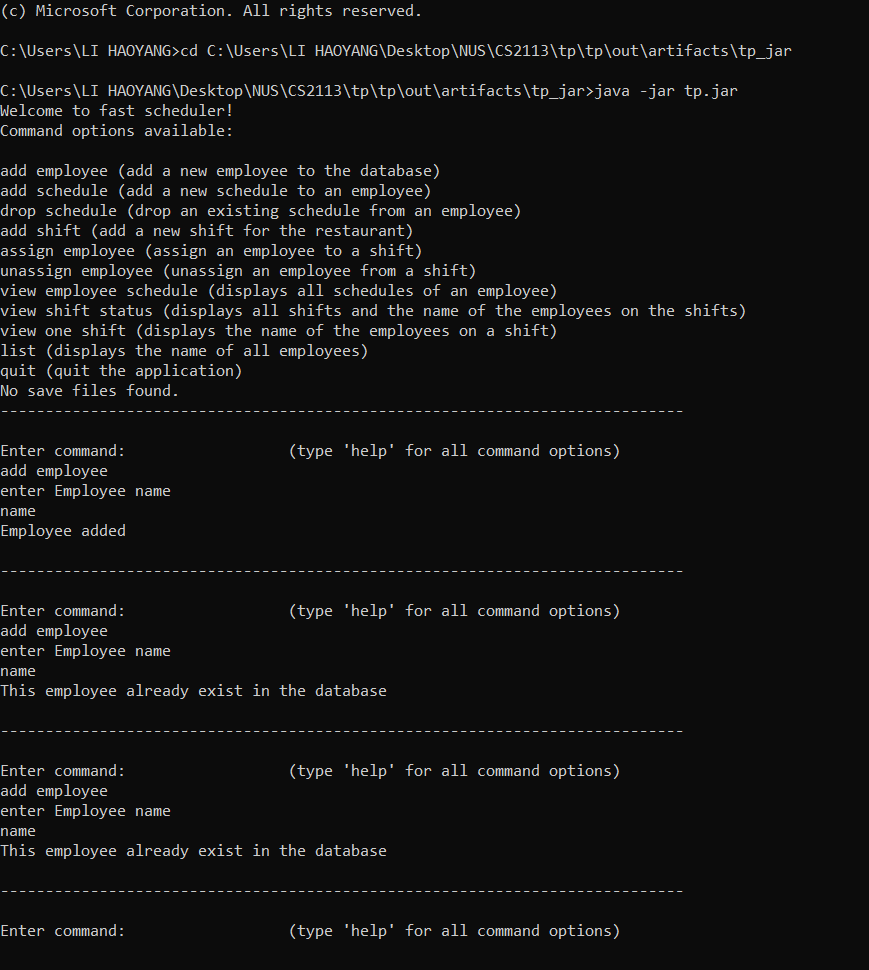 (c) Microsoft Corporation. All rights reserved.
C:\Users\LI HAOYANG>cd C:\Users\LI HAOYANG\Desktop\NUS\CS2113\tp\tp\out\artifacts\tp_jar
C:\Users\LI HAOYANG\Desktop\NUS\CS2113\tp\tp\out\artifacts\tp_jar>java -jar tp.jar
Welcome to fast scheduler!
Command options available:
add employee (add a new employee to the database)
add schedule (add a new schedule to an employee)
drop schedule (drop an existing schedule from an employee)
add shift (add a new shift for the restaurant)
assign employee (assign an employee to a shift)
unassign employee (unassign an employee from a shift)
view employee schedule (displays all schedules of an employee)
view shift status (displays all shifts and the name of the employees on the shifts)
view one shift (displays the name of the employees on a shift)
list (displays the name of all employees)
quit (quit the application)
No save files found.
----------------------------------------------------------------------------
Enter command:                  (type 'help' for all command options)
add employee
enter Employee name
name
Employee added
----------------------------------------------------------------------------
Enter command:                  (type 'help' for all command options)
add employee
enter Employee name
name
This employee already exist in the database
----------------------------------------------------------------------------
Enter command:                  (type 'help' for all command options)
add employee
enter Employee name
name
This employee already exist in the database
----------------------------------------------------------------------------
Enter command:                  (type 'help' for all command options)